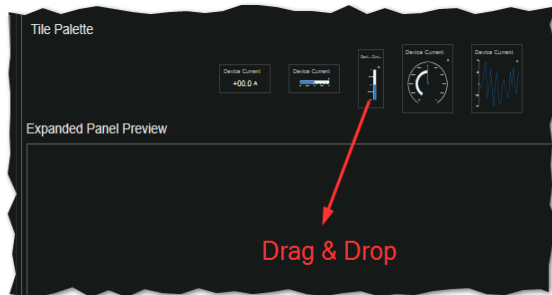 Tile Palette
Device Current
+00.0 A
Device Current
Device Current
Device Current
Expanded Panel Preview
Drag & Drop